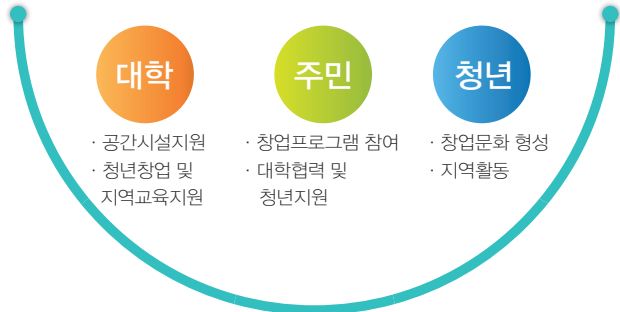 대학
· 공간시설지원
· 청년창업 및
지역교육지원
주민
· 창업프로그램 참여
· 대학협력 및
청년지원
청년
· 창업문화 형성
· 지역활동